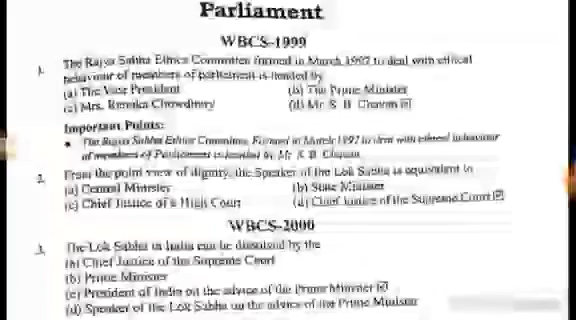 Parliament
WBCS-1999
1. The Rajya Sabha Ethics Committee formed in March 1997 to deal with ethical
behaviour of members of parliament is headed by
(a) The Vice President (b) The Prime Minister
(c) Mrs. Renuka Chowdhury (d) Mr. S. B. Chavan ☑
Important Points:
• The Rajya Sabha Ethics Committee Formed in March 1997 to deal with ethical behaviour
of members of Parliament is headed by Mr. S. B. Chavan
2. From the point view of dignity, the Speaker of the Lok Sabha is equivalent to
(a) Central Minister (b) State Minister
(c) Chief Justice of a High Court (d) Chief Justice of the Supreme Court ☑
WBCS-2000
3. The Lok Sabha in India can be dissolved by the
(a) Chief Justice of the Supreme Court
(b) Prime Minister
(c) President of India on the advice of the Prime Minister ☑
(d) Speaker of the Lok Sabha on the advice of the Prime Minister